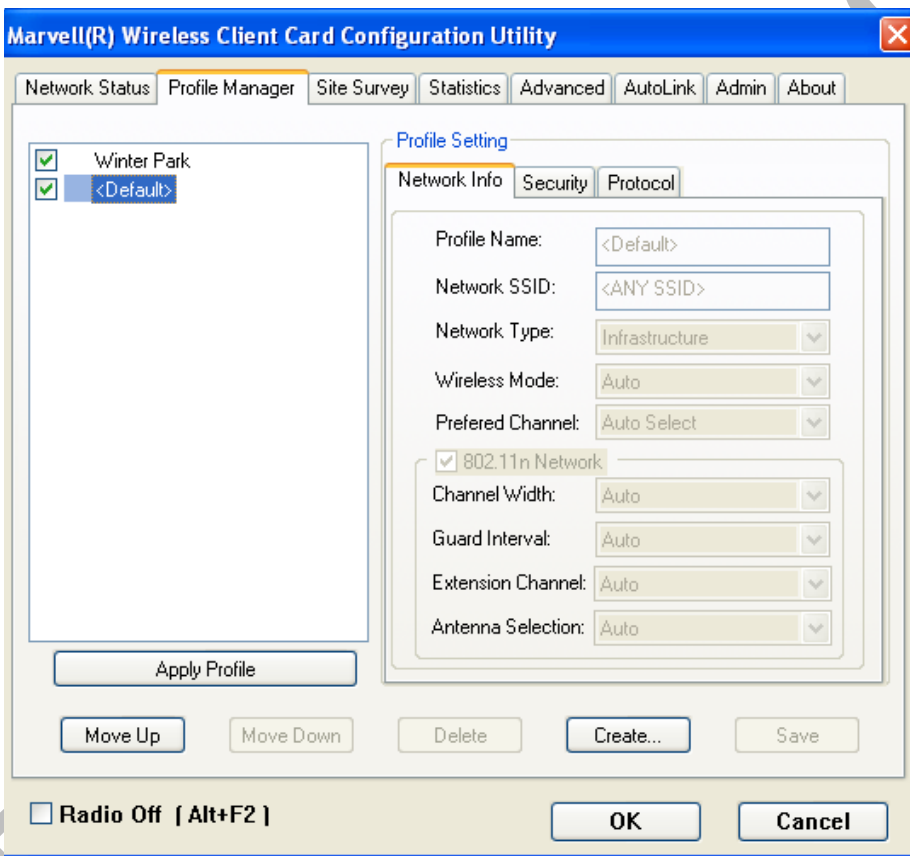 Marvell(R) Wireless Client Card Configuration Utility
Network Status Profile Manager Site Survey Statistics Advanced AutoLink Admin About
Winter Park
<Default>
Profile Setting
Network Info Security Protocol
Profile Name: <Default>
Network SSID: <ANY SSID>
Network Type: Infrastructure
Wireless Mode: Auto
Prefered Channel: Auto Select
802.11n Network
Channel Width: Auto
Guard Interval: Auto
Extension Channel: Auto
Antenna Selection: Auto
Apply Profile
Move Up Move Down Delete Create... Save
Radio Off ( Alt+F2 ) OK Cancel